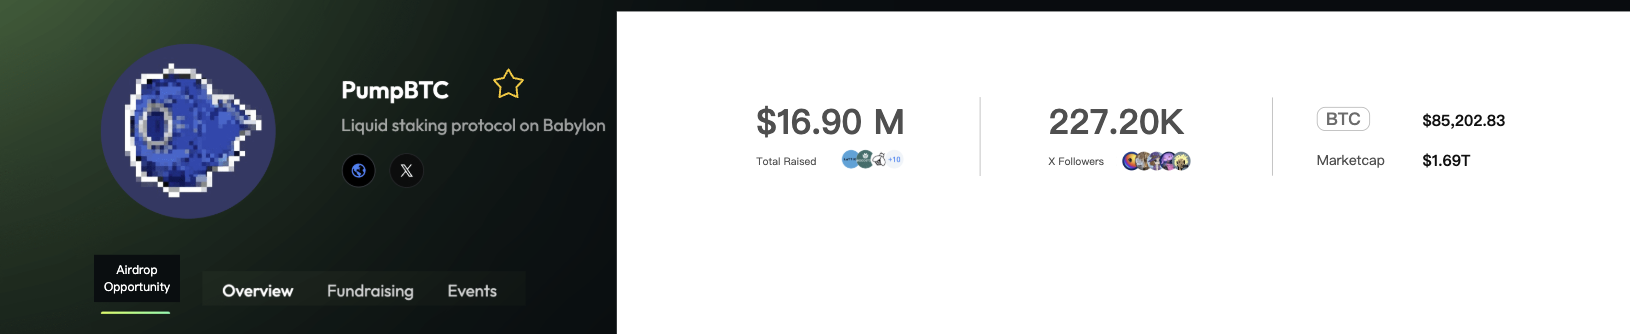 PumpBTC
Liquid staking protocol on Babylon
𝕏
Airdrop
Opportunity
Overview
Fundraising
Events
$16.90 M
Total Raised
+10
227.20K
X Followers
BTC
$85,202.83
Marketcap
$1.69T